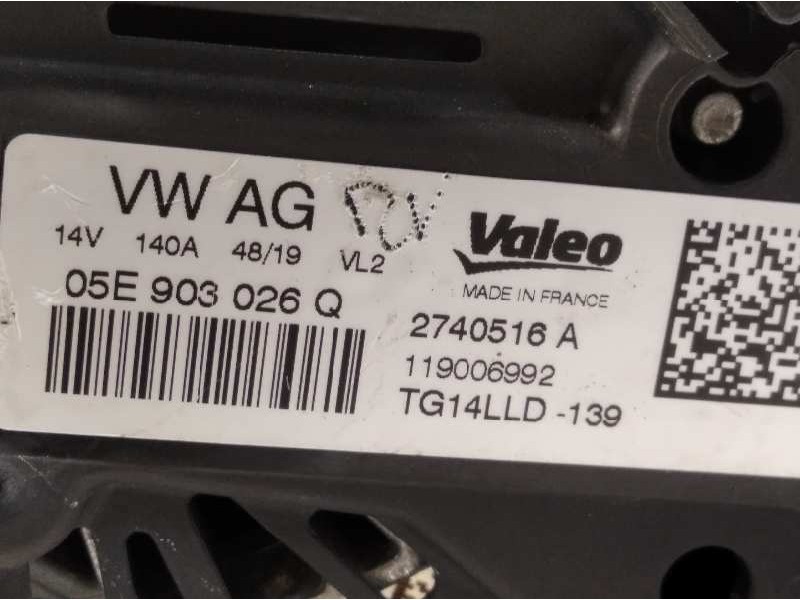 VW AG
14V 140A 48/19 VL2
05E 903 026 Q
Valeo
MADE IN FRANCE
2740516 A
119006992
TG14LLD -139